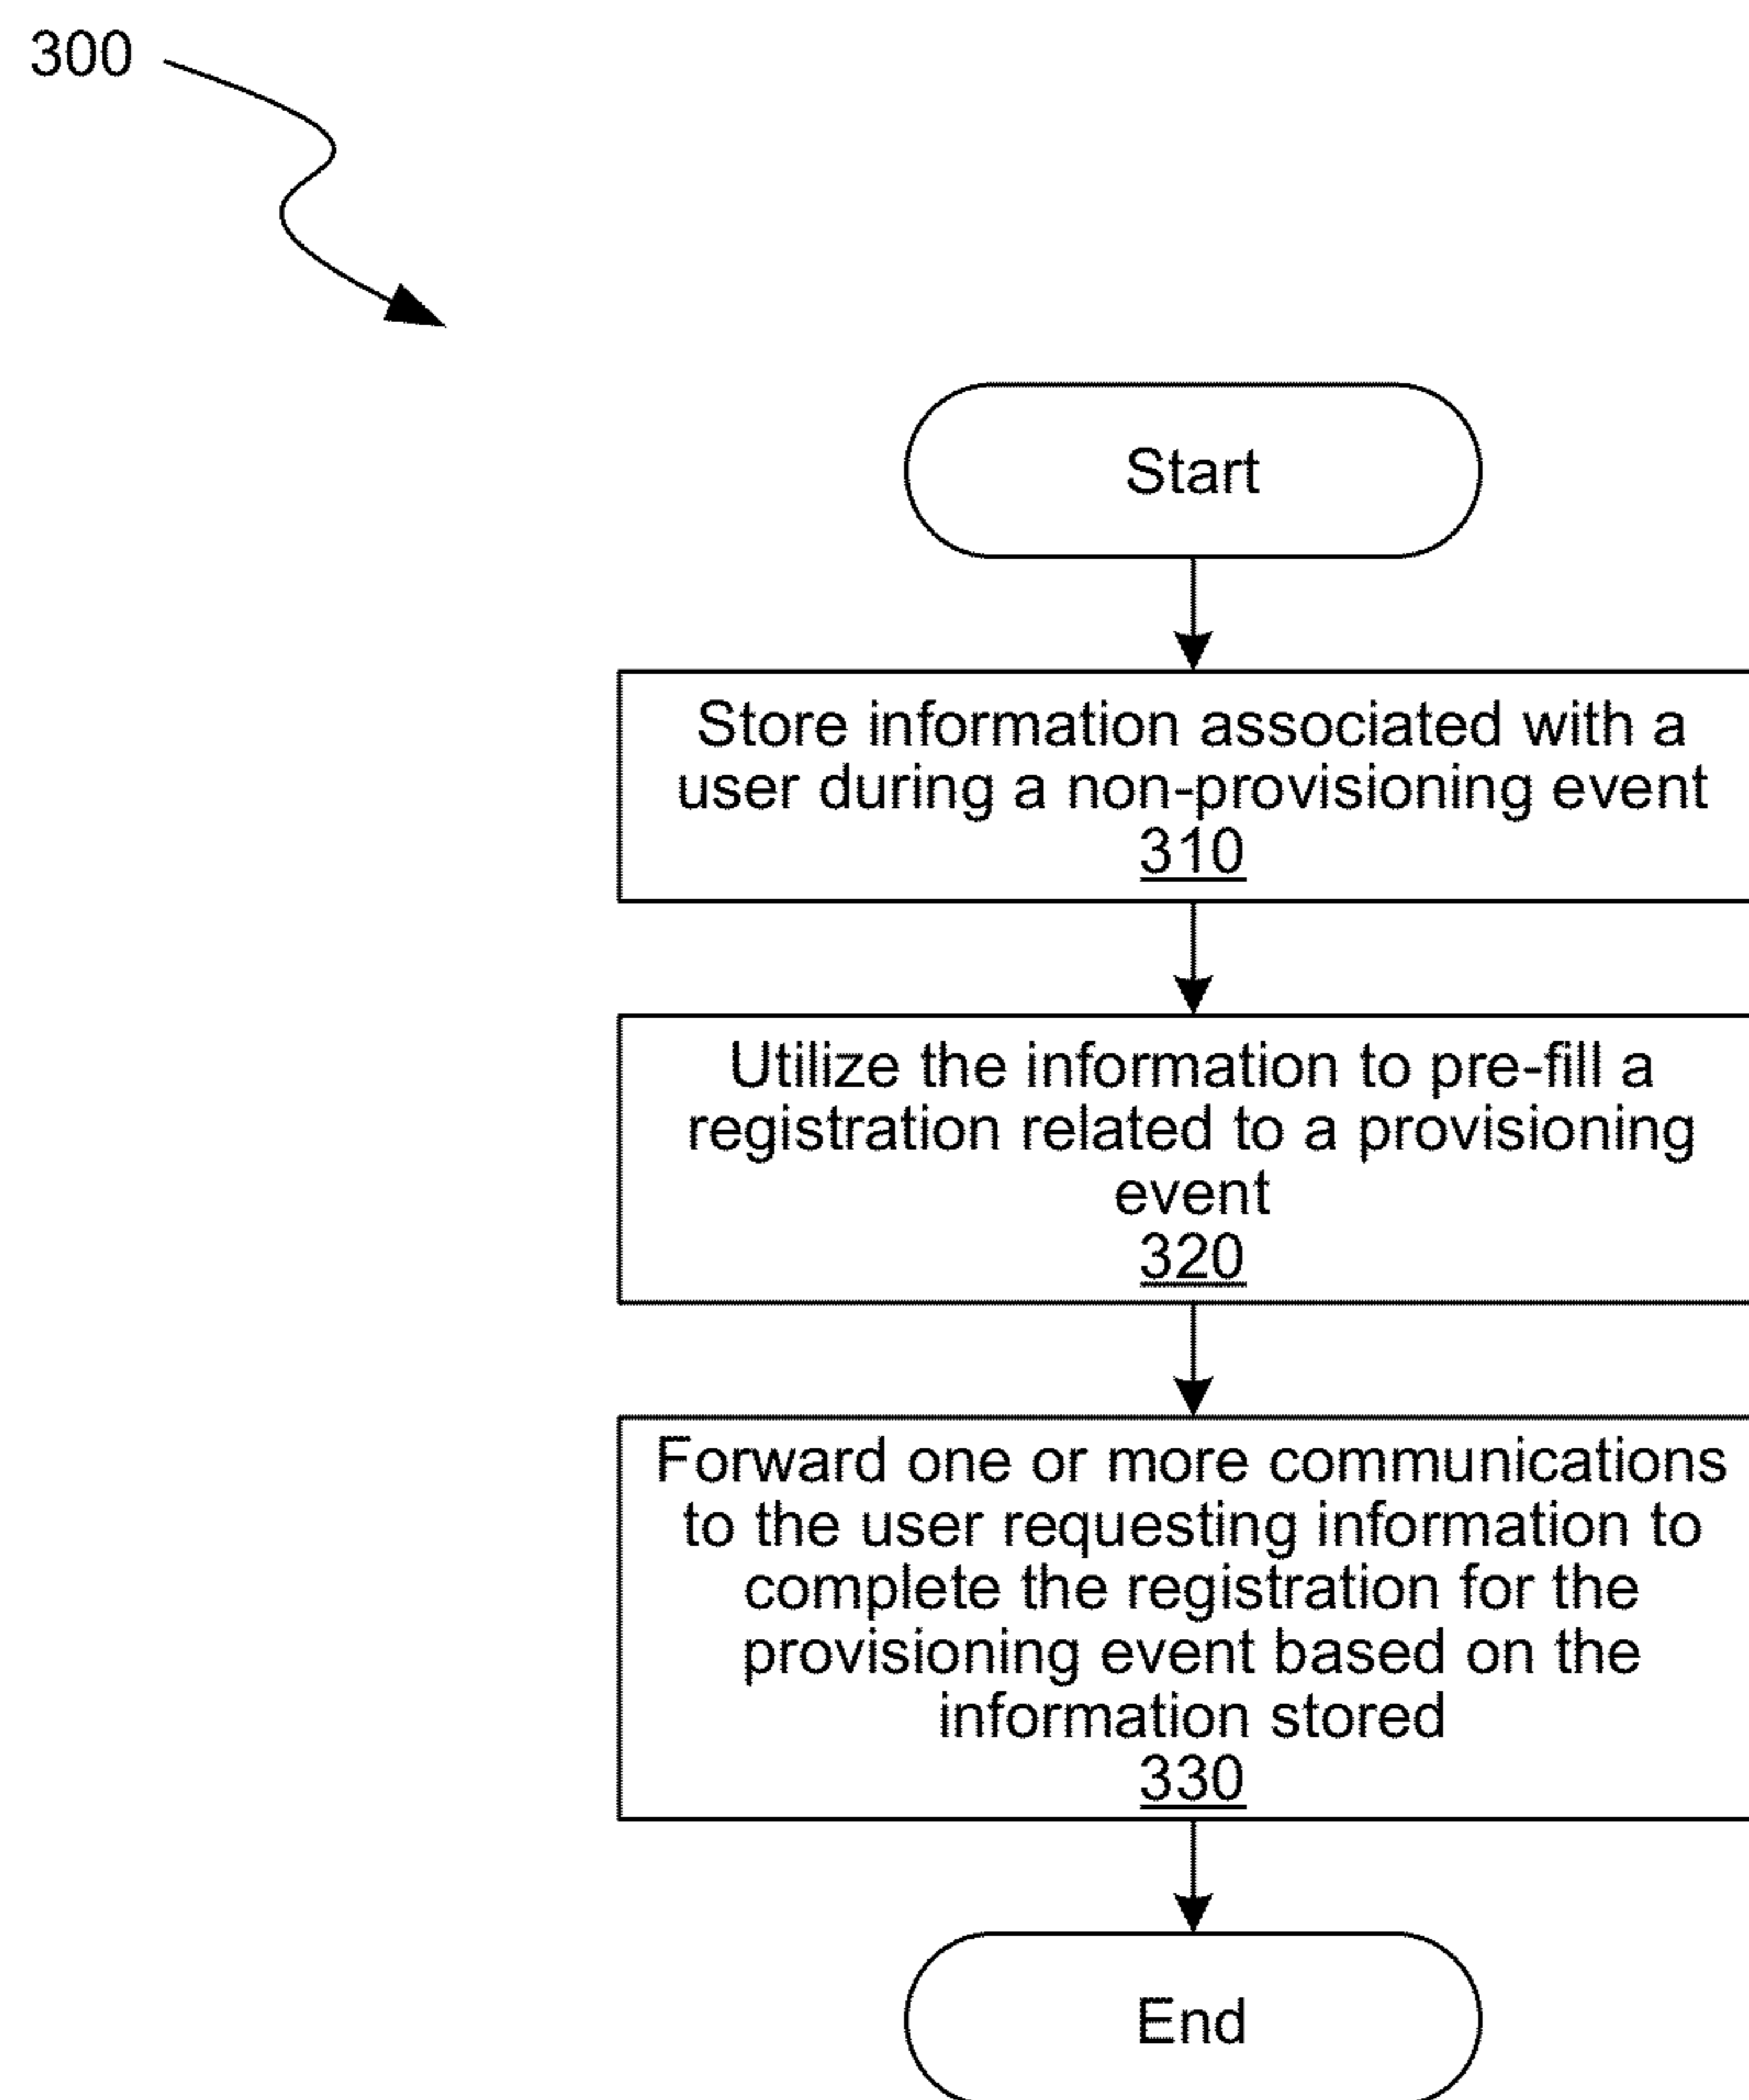 300
Start
Store information associated with a
user during a non-provisioning event
310
Utilize the information to pre-fill a
registration related to a provisioning
event
320
Forward one or more communications
to the user requesting information to
complete the registration for the
provisioning event based on the
information stored
330
End